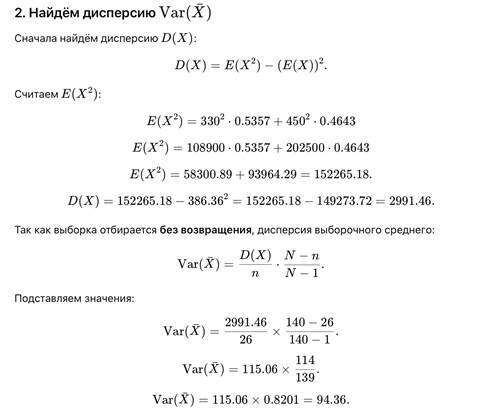 2. Найдём дисперсию Var(X̄)
Сначала найдём дисперсию D(X):
D(X) = E(X²) − (E(X))².
Считаем E(X²):
E(X²) = 330² · 0.5357 + 450² · 0.4643
E(X²) = 108900 · 0.5357 + 202500 · 0.4643
E(X²) = 58300.89 + 93964.29 = 152265.18.
D(X) = 152265.18 − 386.36² = 152265.18 − 149273.72 = 2991.46.
Так как выборка отбирается без возвращения, дисперсия выборочного среднего:
Var(X̄) = D(X)/n · N − n/N − 1.
Подставляем значения:
Var(X̄) = 2991.46/26 × 140 − 26/140 − 1.
Var(X̄) = 115.06 × 114/139.
Var(X̄) = 115.06 × 0.8201 = 94.36.